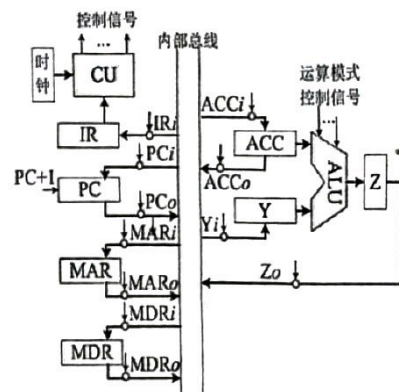 控制信号
内部总线
...
时钟
CU
运算模式
控制信号
...
ACCi
IRi
IR
ACC
PCi
ACCo
PC+1
PC
ALU
Z
PCo
Y
Yi
MARi
MAR
Zo
MARo
MDRi
MDR
MDRo